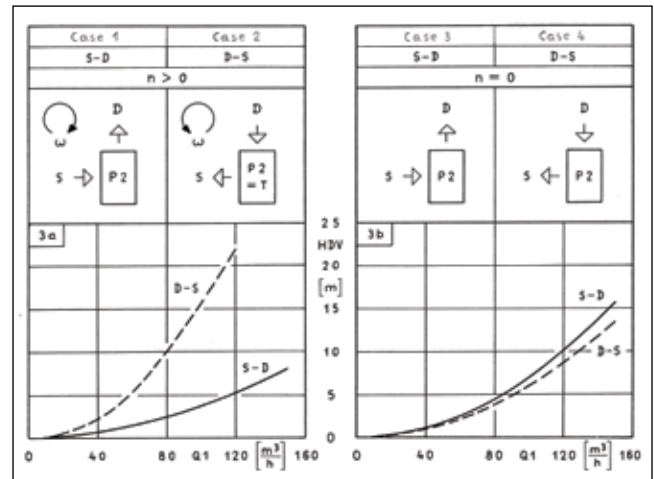 Case 1 Case 2
S-D D-S
n > 0
D D
ω ω
S P2 S P2
= T
3a
D-S
S-D
0 40 80 Q1 120 [m³/h] 160
25
HDV
20
[m]
15
10
5
0
Case 3 Case 4
S-D D-S
n = 0
D D
S P2 S P2
3b
S-D
D-S
0 40 80 Q1 120 [m³/h] 160